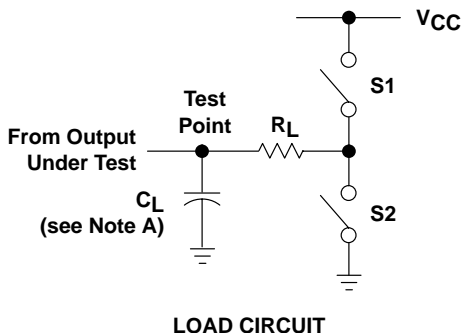 VCC
S1
Test
Point
RL
From Output
Under Test
CL
(see Note A)
S2
LOAD CIRCUIT